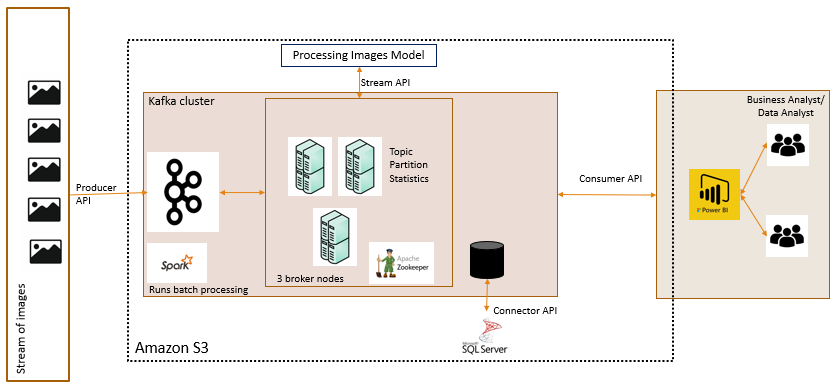 Processing Images Model
Stream API
Kafka cluster
Business Analyst/
Data Analyst
Topic
Partition
Statistics
Producer
API
Consumer API
Power BI
Spark
APACHE
Apache
Zookeeper
3 broker nodes
Runs batch processing
Connector API
Microsoft
SQL Server
Amazon S3
Stream of images